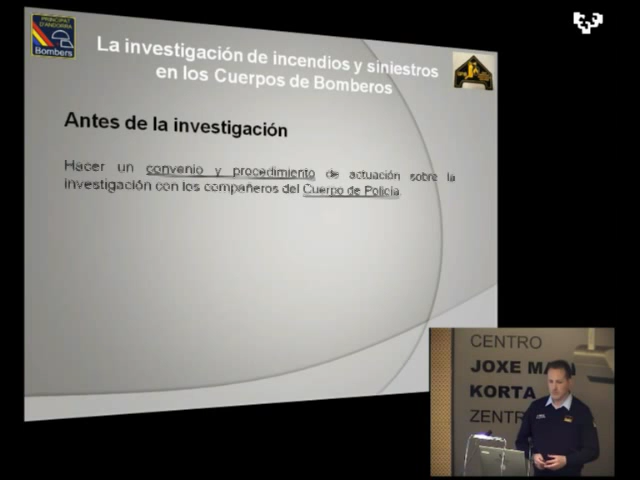 PRINCIPAT
D'ANDORRA
Bombers
La investigación de incendios y siniestros
en los Cuerpos de Bomberos
Antes de la investigación
Hacer un convenio y procedimiento de actuación sobre la
investigación con los compañeros del Cuerpo de Policía.
CENTRO
JOXE MARI
KORTA
ZENTR